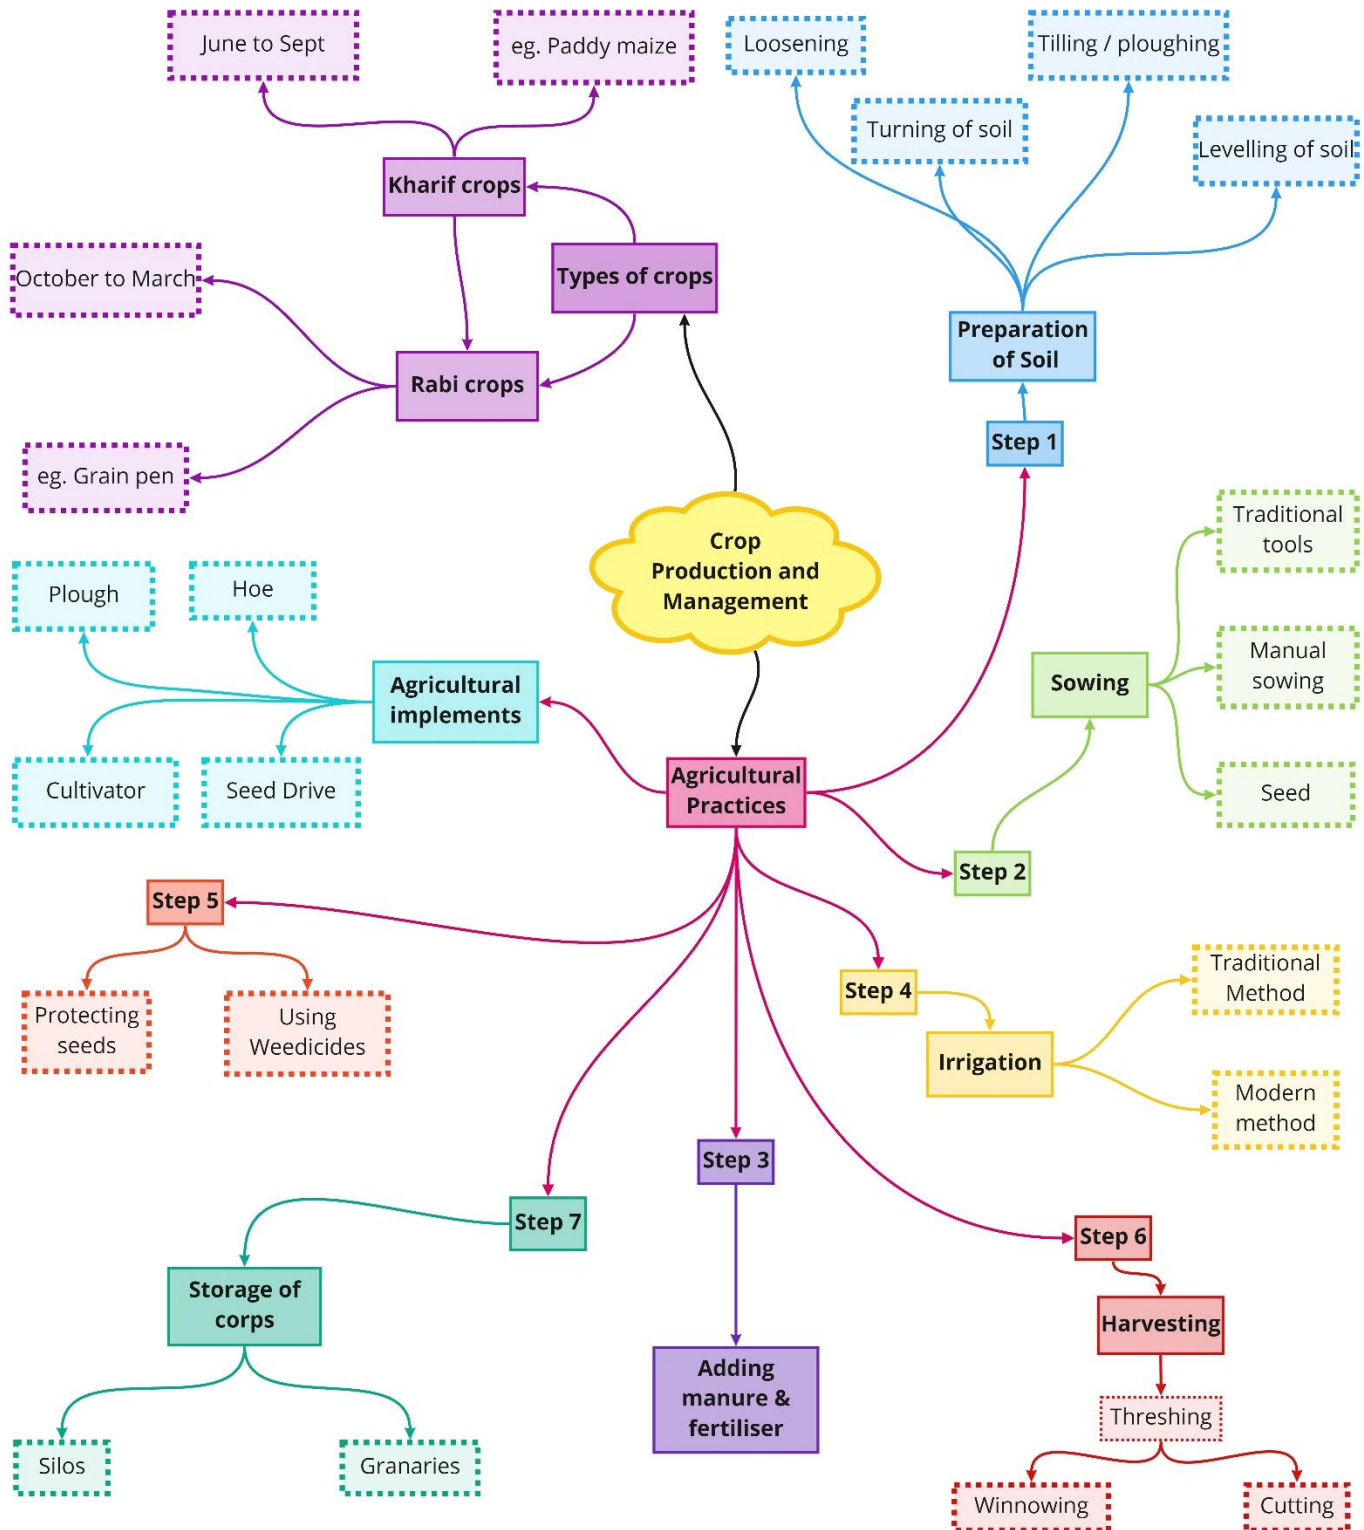 June to Sept
eg. Paddy maize
Loosening
Tilling / ploughing
Turning of soil
Levelling of soil
Kharif crops
Types of crops
October to March
Rabi crops
eg. Grain pen
Preparation
of Soil
Step 1
Crop
Production and
Management
Traditional
tools
Manual
sowing
Seed
Sowing
Step 2
Plough
Hoe
Agricultural
implements
Cultivator
Seed Drive
Agricultural
Practices
Step 5
Protecting
seeds
Using
Weedicides
Step 4
Irrigation
Traditional
Method
Modern
method
Step 3
Adding
manure &
fertiliser
Step 7
Storage of
corps
Silos
Granaries
Step 6
Harvesting
Threshing
Winnowing
Cutting